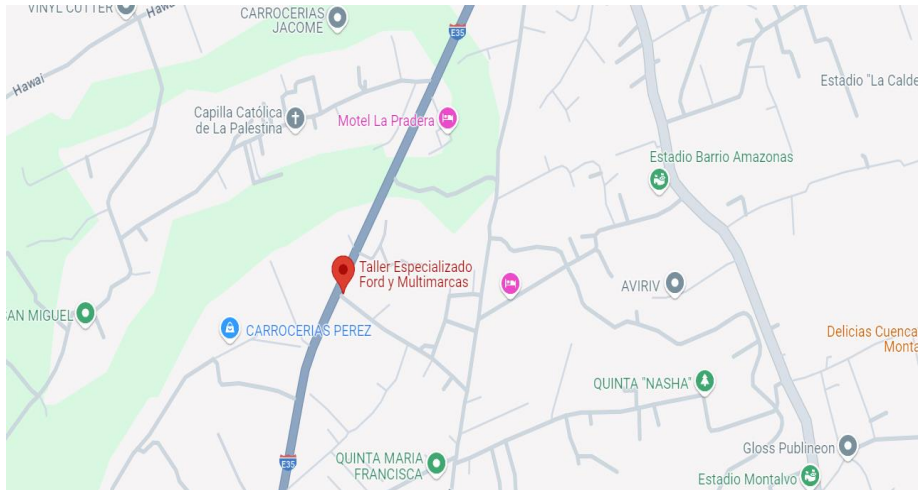 VINYL CUTTER
Hawai
CARROCERIAS
JACOME
E35
Hawai
Estadio "La Calde
Capilla Católica
de La Palestina
Motel La Pradera
Estadio Barrio Amazonas
Taller Especializado
Ford y Multimarcas
AVIRIV
SAN MIGUEL
CARROCERIAS PEREZ
Delicias Cuenca
Monta
QUINTA "NASHA"
Gloss Publineon
QUINTA MARIA
FRANCISCA
E35
Estadio Montalvo